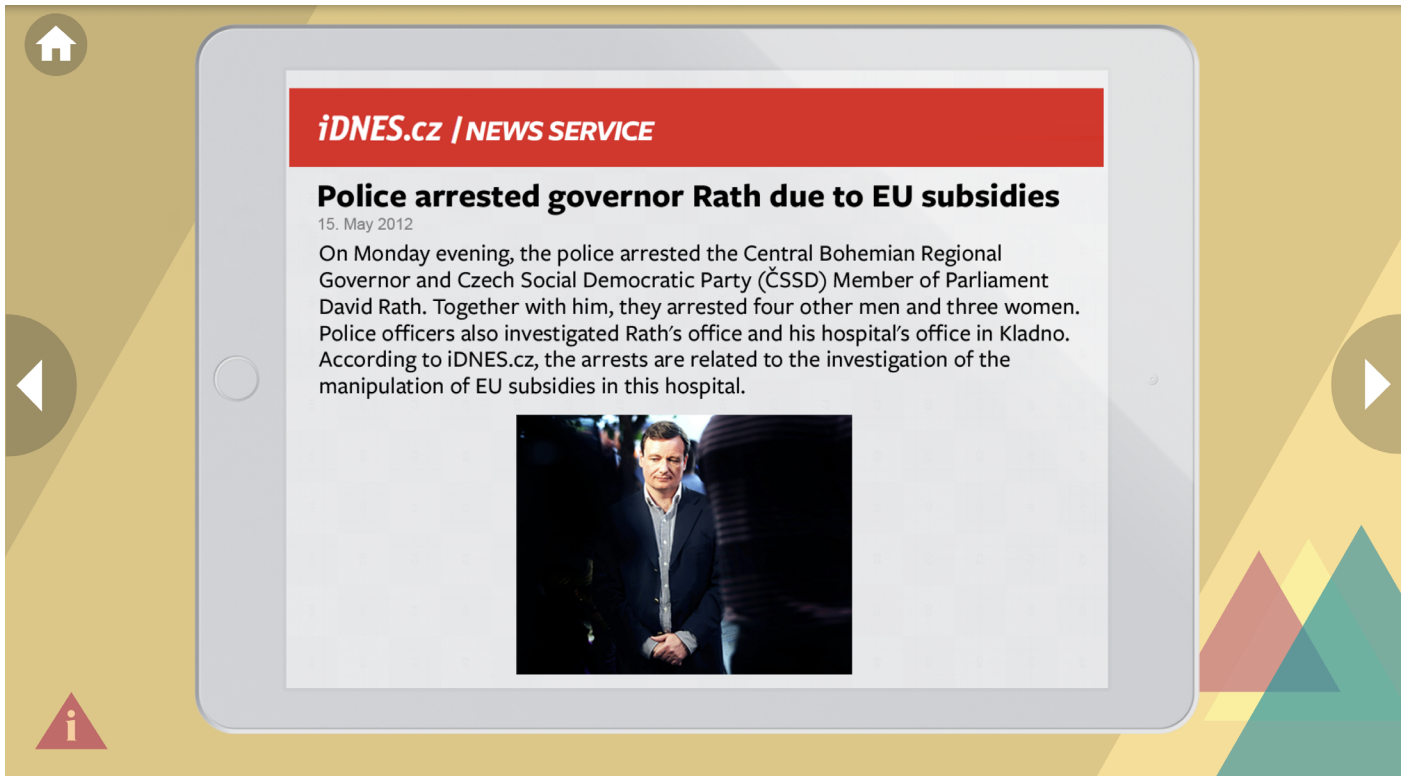 iDNES.cz / NEWS SERVICE
Police arrested governor Rath due to EU subsidies
15. May 2012
On Monday evening, the police arrested the Central Bohemian Regional
Governor and Czech Social Democratic Party (ČSSD) Member of Parliament
David Rath. Together with him, they arrested four other men and three women.
Police officers also investigated Rath's office and his hospital's office in Kladno.
According to iDNES.cz, the arrests are related to the investigation of the
manipulation of EU subsidies in this hospital.
i